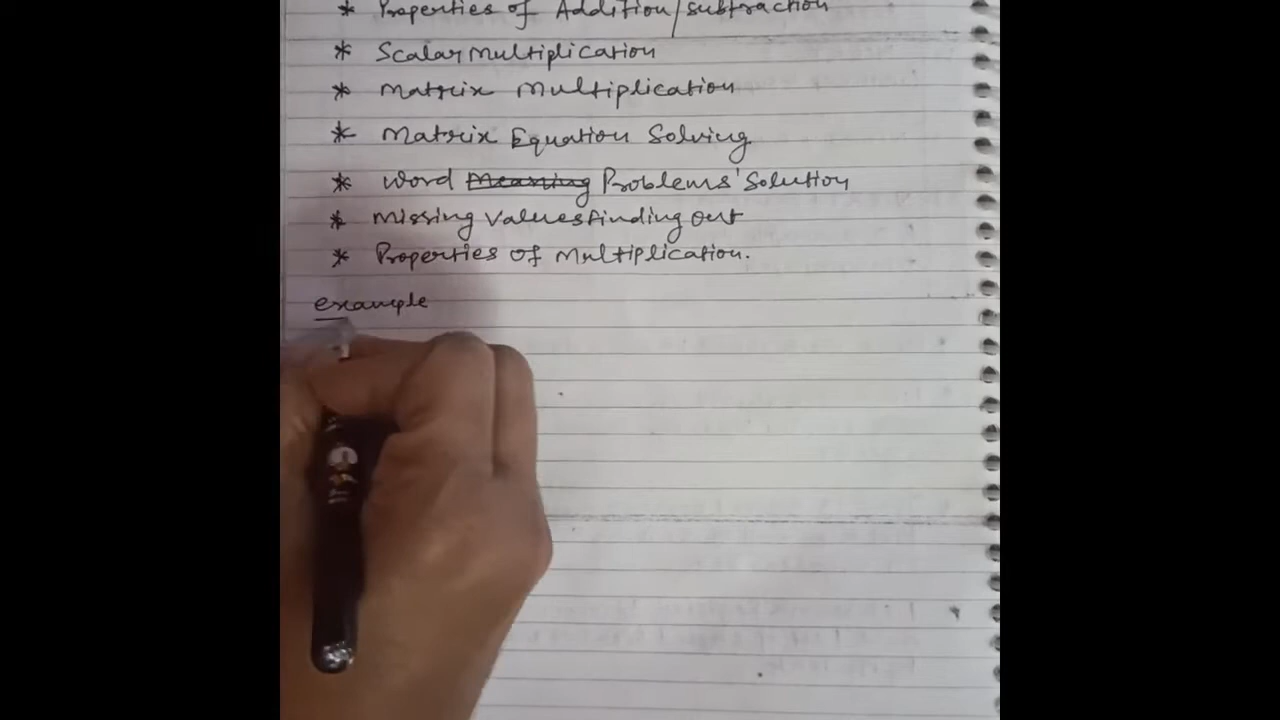 * Properties of Addition/subtraction
* Scalar multiplication
* Matrix Multiplication
* Matrix Equation Solving
* Word Meaning Problems' Solution
* Missing Values finding out
* Properties of Multiplication.
example